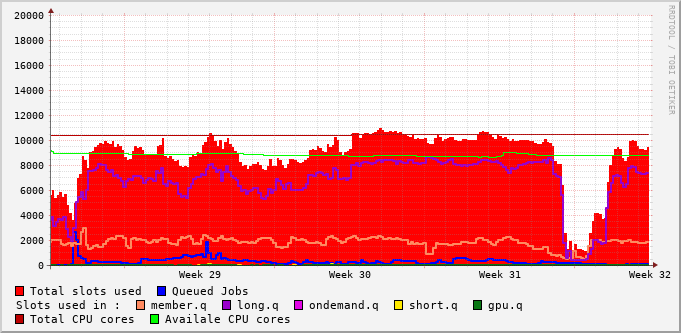 RRDTOOL / TOBI OETIKER
20000
18000
16000
14000
12000
10000
8000
6000
4000
2000
0
Week 29 Week 30 Week 31 Week 32
Total slots used Queued Jobs
Slots used in : member.q long.q ondemand.q short.q gpu.q
Total CPU cores Availale CPU cores